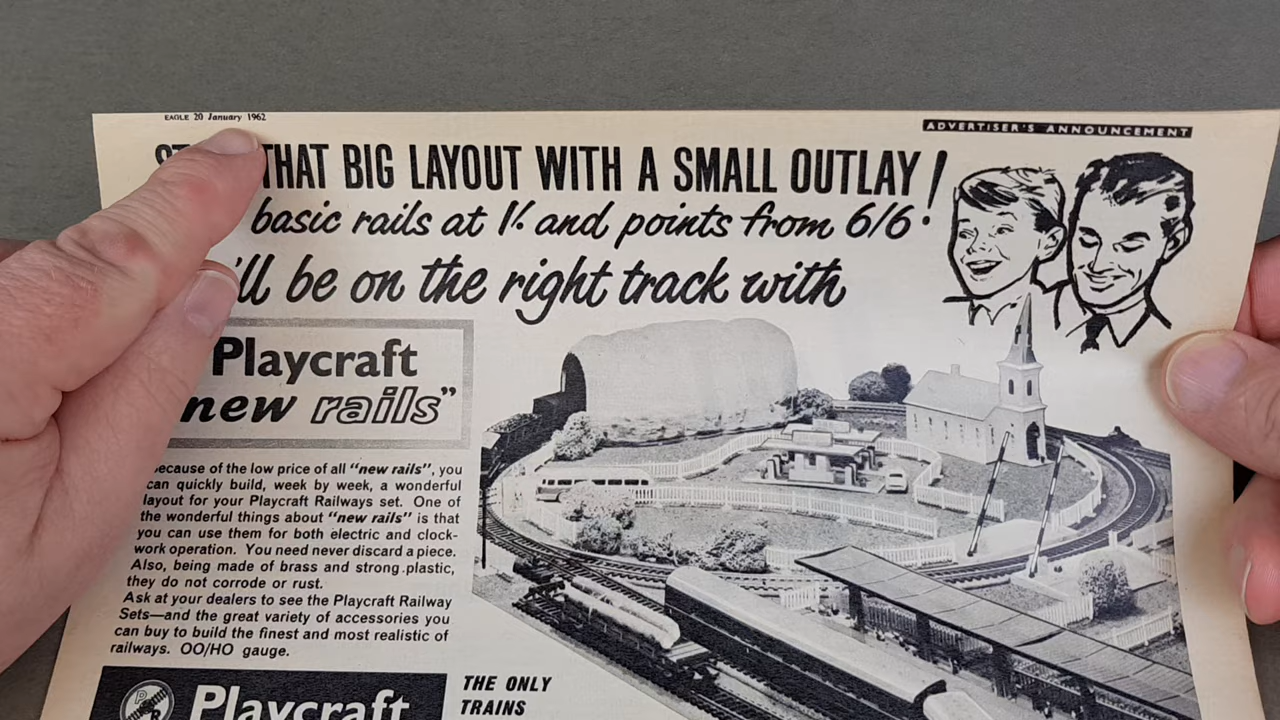 EAGLE 20 January 1962
ADVERTISER'S ANNOUNCEMENT
THAT BIG LAYOUT WITH A SMALL OUTLAY!
basic rails at 1/- and points from 6/6!
'll be on the right track with
Playcraft
new rails”
ecause of the low price of all “new rails”, you
can quickly build, week by week, a wonderful
layout for your Playcraft Railways set. One of
the wonderful things about “new rails” is that
you can use them for both electric and clock-
work operation. You need never discard a piece.
Also, being made of brass and strong plastic,
they do not corrode or rust.
Ask at your dealers to see the Playcraft Railway
Sets—and the great variety of accessories you
can buy to build the finest and most realistic of
railways. OO/HO gauge.
Playcraft
THE ONLY
TRAINS